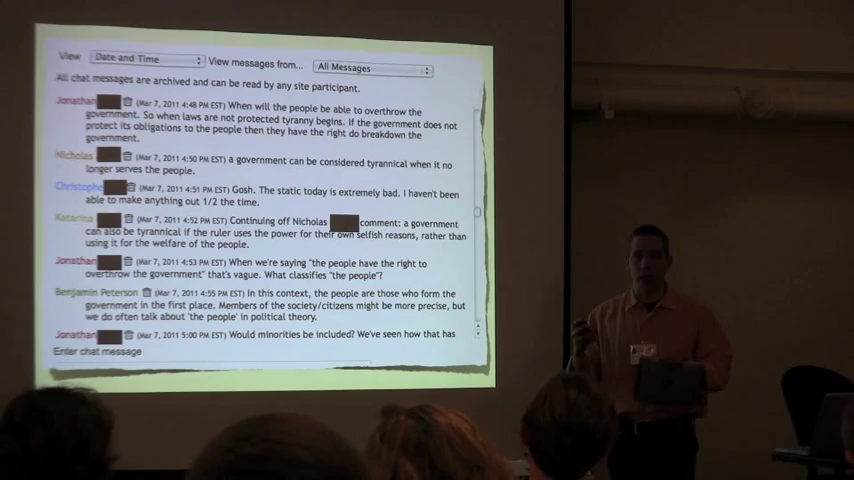 View Date and Time View messages from... All Messages
All chat messages are archived and can be read by any site participant.
Jonathan (Mar 7, 2011 4:48 PM EST) When will the people be able to overthrow the
government. So when laws are not protected tyranny begins. If the government does not
protect its obligations to the people then they have the right do breakdown the
government.
Nicholas (Mar 7, 2011 4:50 PM EST) a government can be considered tyrannical when it no
longer serves the people.
Christophe (Mar 7, 2011 4:51 PM EST) Gosh. The static today is extremely bad. I haven't been
able to make anything out 1/2 the time.
Katarina (Mar 7, 2011 4:52 PM EST) Continuing off Nicholas comment: a government
can also be tyrannical if the ruler uses the power for their own selfish reasons, rather than
using it for the welfare of the people.
Jonathan (Mar 7, 2011 4:53 PM EST) When we're saying "the people have the right to
overthrow the government" that's vague. What classifies "the people"?
Benjamin Peterson (Mar 7, 2011 4:55 PM EST) In this context, the people are those who form the
government in the first place. Members of the society/citizens might be more precise, but
we do often talk about 'the people' in political theory.
Jonathan (Mar 7, 2011 5:00 PM EST) Would minorities be included? We've seen how that has
Enter chat message